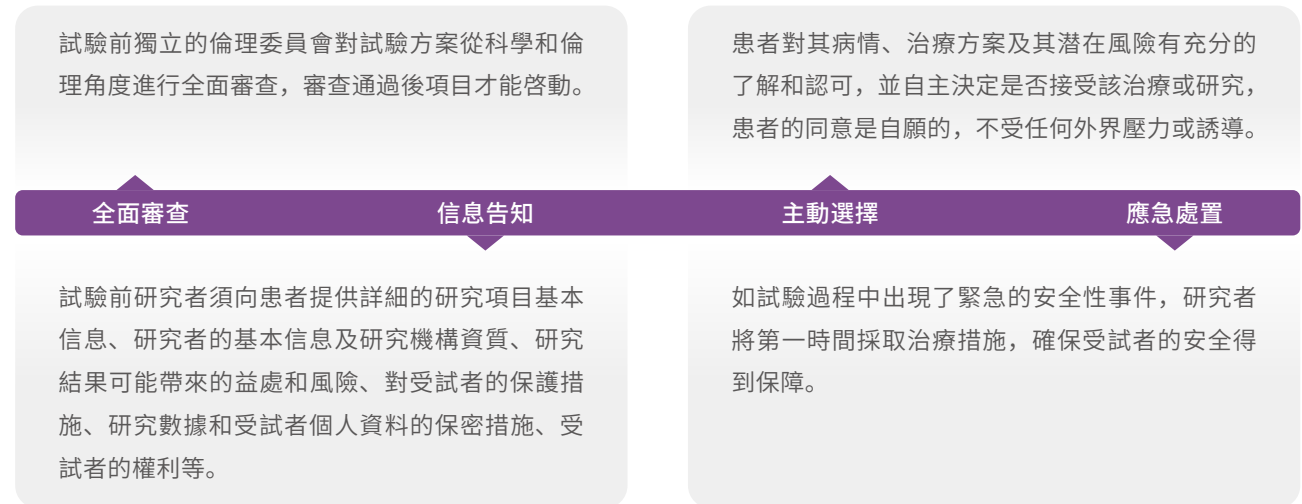 試驗前獨立的倫理委員會對試驗方案從科學和倫
理角度進行全面審查，審查通過後項目才能啓動。
患者對其病情、治療方案及其潜在風險有充分的
了解和認可，並自主決定是否接受該治療或研究，
患者的同意是自願的，不受任何外界壓力或誘導。
全面審查
信息告知
主動選擇
應急處置
試驗前研究者須向患者提供詳細的研究項目基本
信息、研究者的基本信息及研究機構資質、研究
結果可能帶來的益處和風險、對受試者的保護措
施、研究數據和受試者個人資料的保密措施、受
試者的權利等。
如試驗過程中出現了緊急的安全性事件，研究者
將第一時間採取治療措施，確保受試者的安全得
到保障。